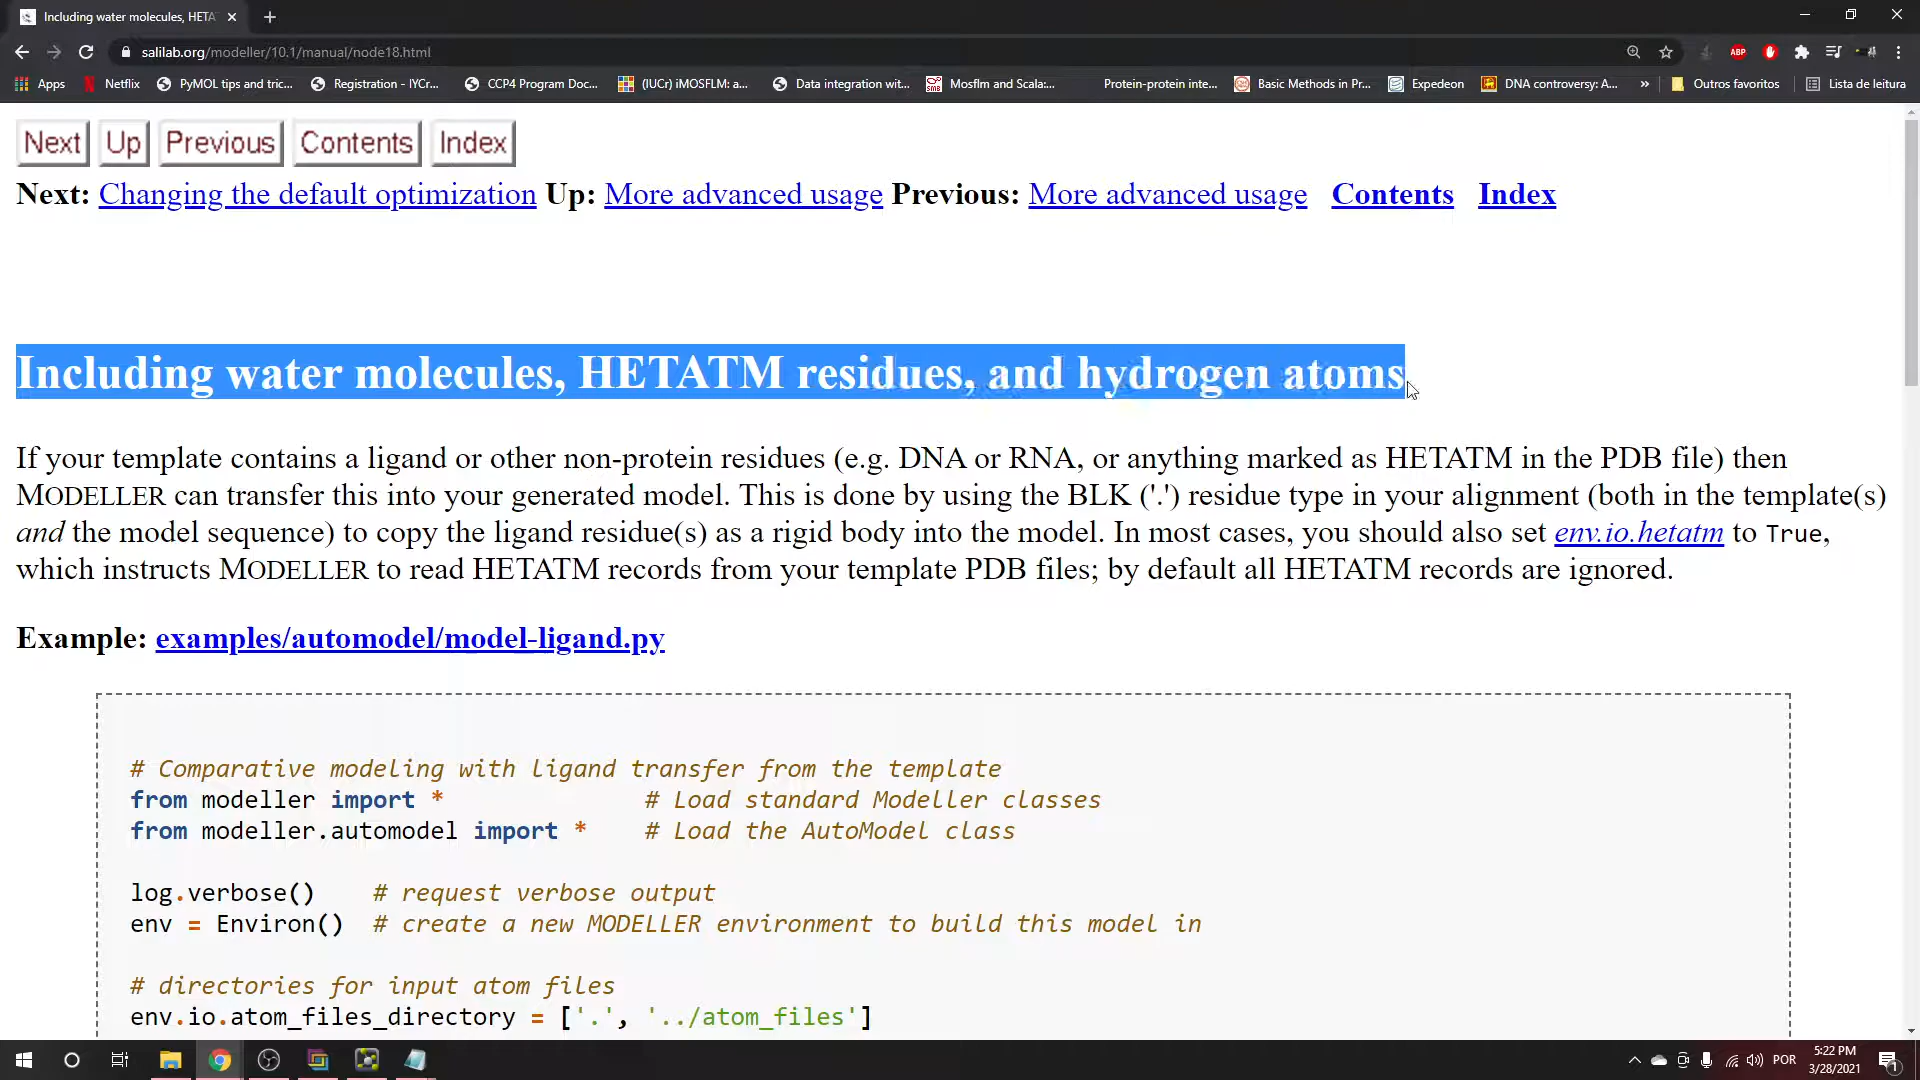 Including water molecules, HETA
salilab.org/modeller/10.1/manual/node18.html
ABP
Apps Netflix PyMOL tips and tric... Registration - IYCr... CCP4 Program Doc... (IUCr) iMOSFLM: a... Data integration wit... Mosflm and Scala:... Protein-protein inte... Basic Methods in Pr... Expedeon DNA controversy: A... » Outros favoritos Lista de leitura
Next Up Previous Contents Index
Next: Changing the default optimization Up: More advanced usage Previous: More advanced usage Contents Index
Including water molecules, HETATM residues, and hydrogen atoms
If your template contains a ligand or other non-protein residues (e.g. DNA or RNA, or anything marked as HETATM in the PDB file) then
MODELLER can transfer this into your generated model. This is done by using the BLK ('.') residue type in your alignment (both in the template(s)
and the model sequence) to copy the ligand residue(s) as a rigid body into the model. In most cases, you should also set env.io.hetatm to True,
which instructs MODELLER to read HETATM records from your template PDB files; by default all HETATM records are ignored.
Example: examples/automodel/model-ligand.py
# Comparative modeling with ligand transfer from the template
from modeller import * # Load standard Modeller classes
from modeller.automodel import * # Load the AutoModel class
log.verbose() # request verbose output
env = Environ() # create a new MODELLER environment to build this model in
# directories for input atom files
env.io.atom_files_directory = ['.', '../atom_files']
POR
5:22 PM
3/28/2021
1